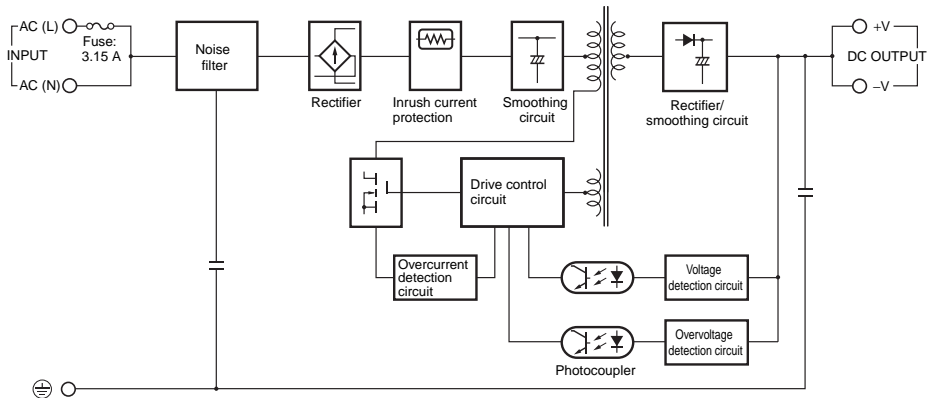 AC (L)
Fuse:
3.15 A
INPUT
AC (N)
Noise
filter
Rectifier
Inrush current
protection
Smoothing
circuit
Rectifier/
smoothing circuit
+V
DC OUTPUT
–V
Drive control
circuit
Overcurrent
detection
circuit
Voltage
detection circuit
Overvoltage
detection circuit
Photocoupler